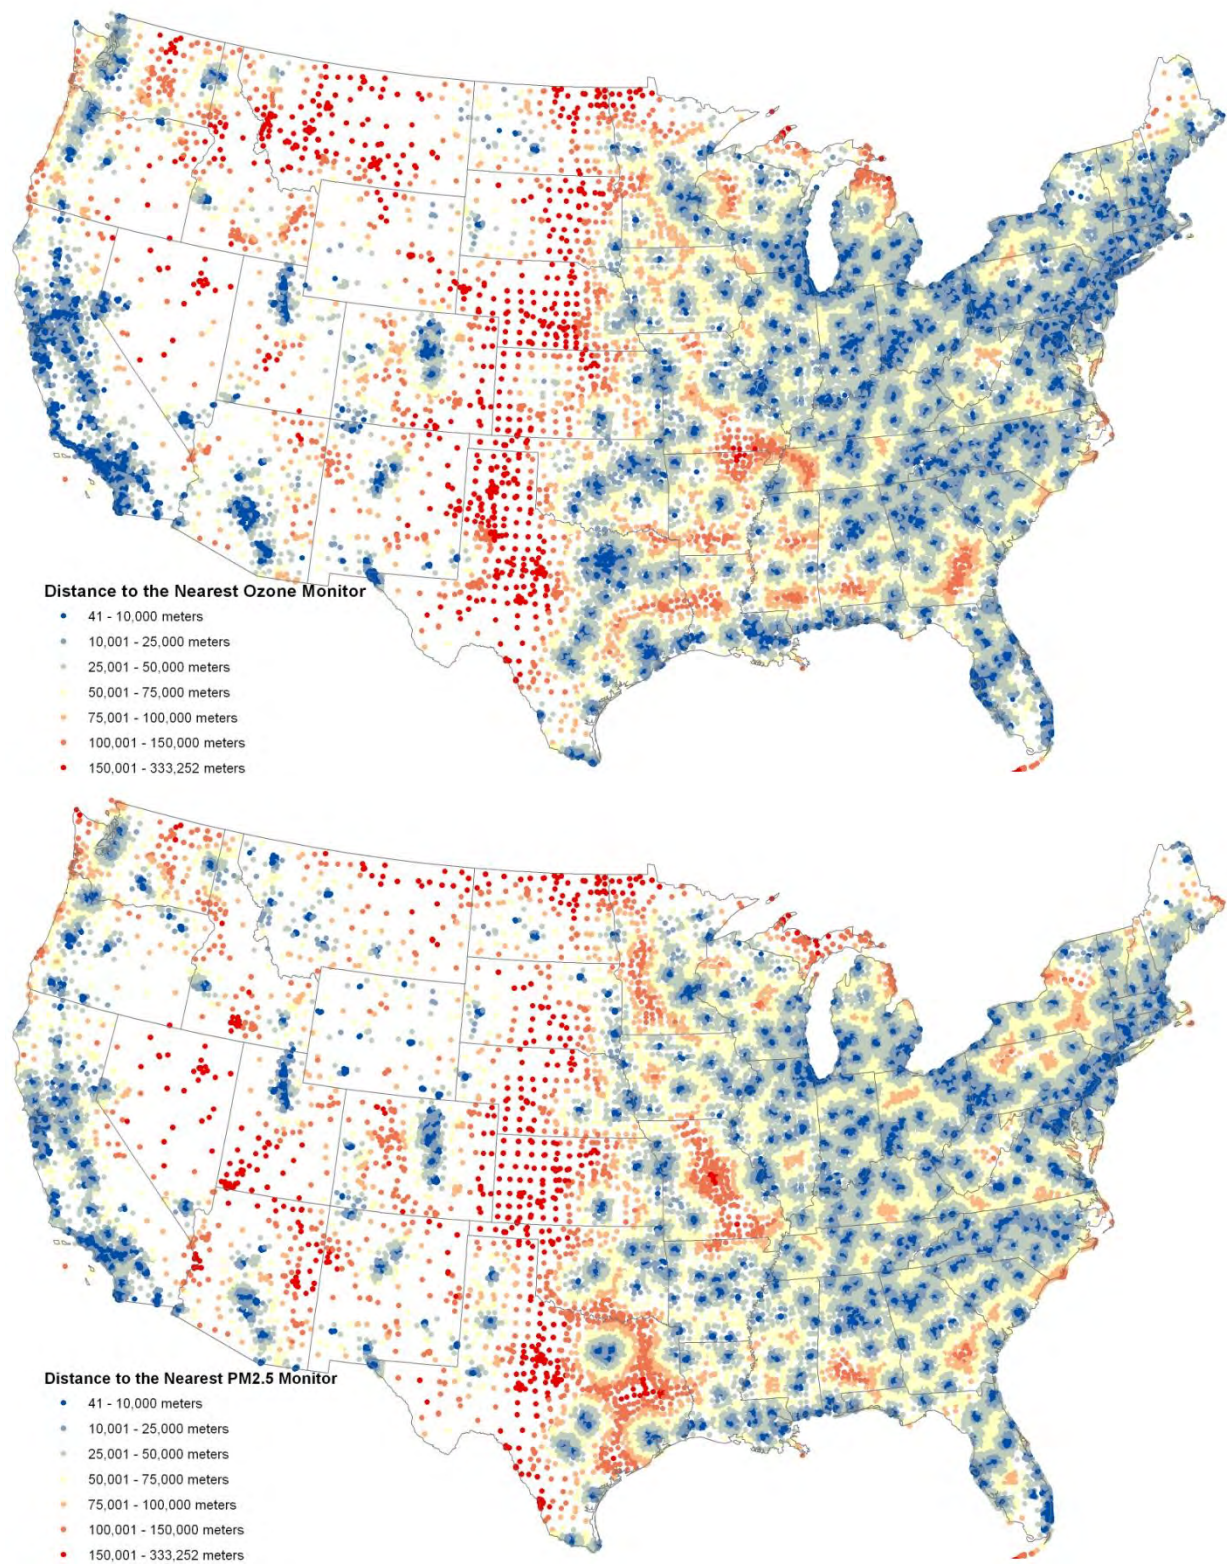 Distance to the Nearest Ozone Monitor
41 - 10,000 meters
10,001 - 25,000 meters
25,001 - 50,000 meters
50,001 - 75,000 meters
75,001 - 100,000 meters
100,001 - 150,000 meters
150,001 - 333,252 meters
Distance to the Nearest PM2.5 Monitor
41 - 10,000 meters
10,001 - 25,000 meters
25,001 - 50,000 meters
50,001 - 75,000 meters
75,001 - 100,000 meters
100,001 - 150,000 meters
150,001 - 333,252 meters